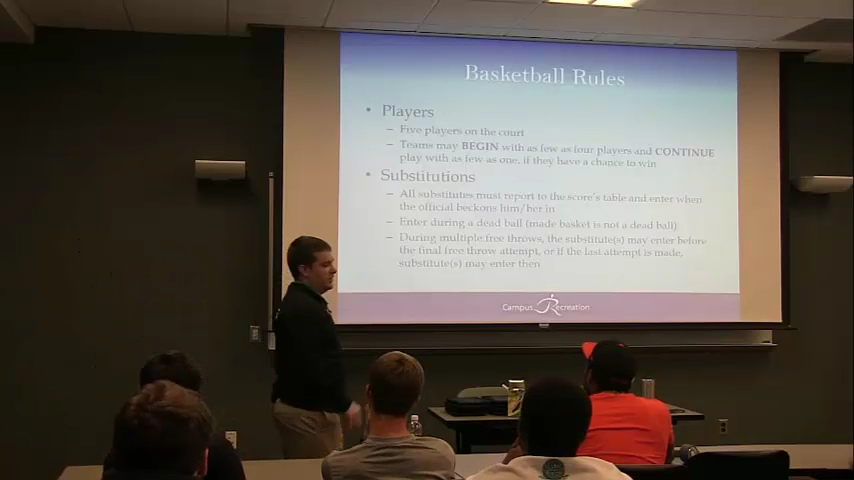 Basketball Rules
• Players
– Five players on the court
– Teams may BEGIN with as few as four players and CONTINUE
play with as few as one, if they have a chance to win
• Substitutions
– All substitutes must report to the score's table and enter when
the official beckons him/her in
– Enter during a dead ball (made basket is not a dead ball)
– During multiple free throws, the substitute(s) may enter before
the final free throw attempt, or if the last attempt is made,
substitute(s) may enter then
Campus Recreation